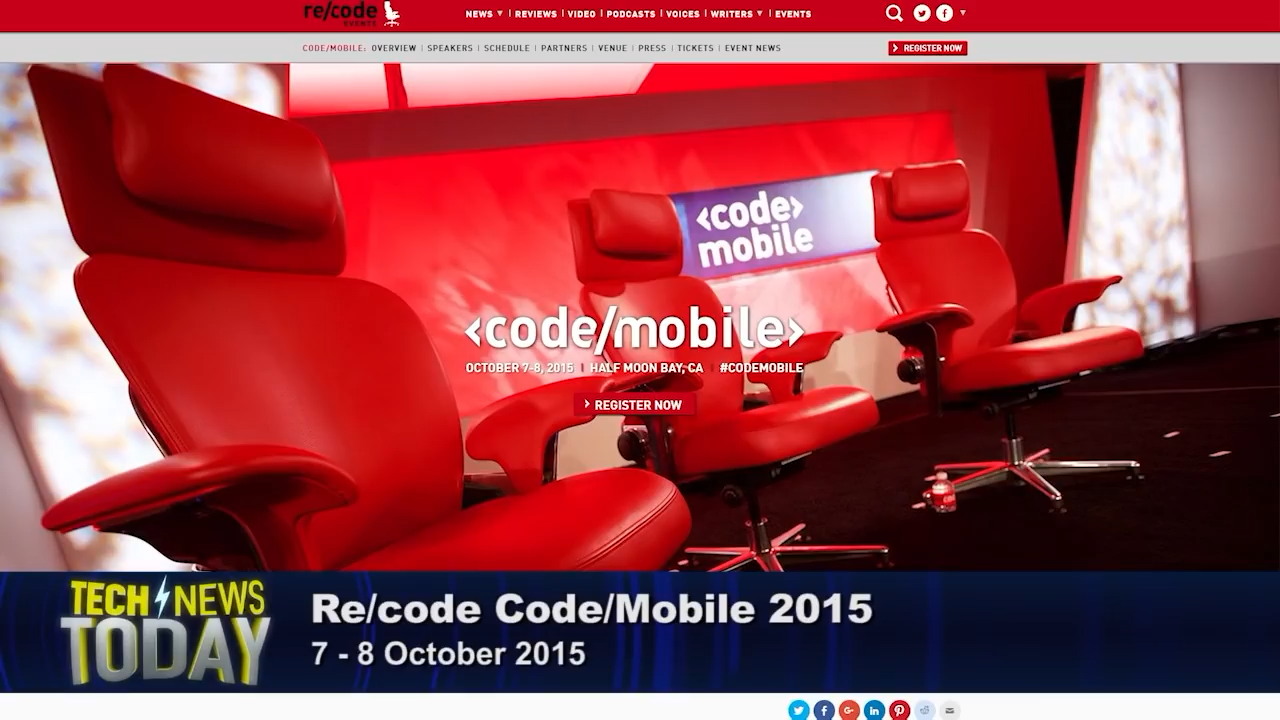 re/code
EVENTS
NEWS REVIEWS VIDEO PODCASTS VOICES WRITERS EVENTS
CODE/MOBILE: OVERVIEW SPEAKERS SCHEDULE PARTNERS VENUE PRESS TICKETS EVENT NEWS
REGISTER NOW
<code>
mobile
<code/mobile>
OCTOBER 7-8, 2015 HALF MOON BAY, CA #CODEMOBILE
REGISTER NOW
TECH NEWS
TODAY
Re/code Code/Mobile 2015
7 - 8 October 2015